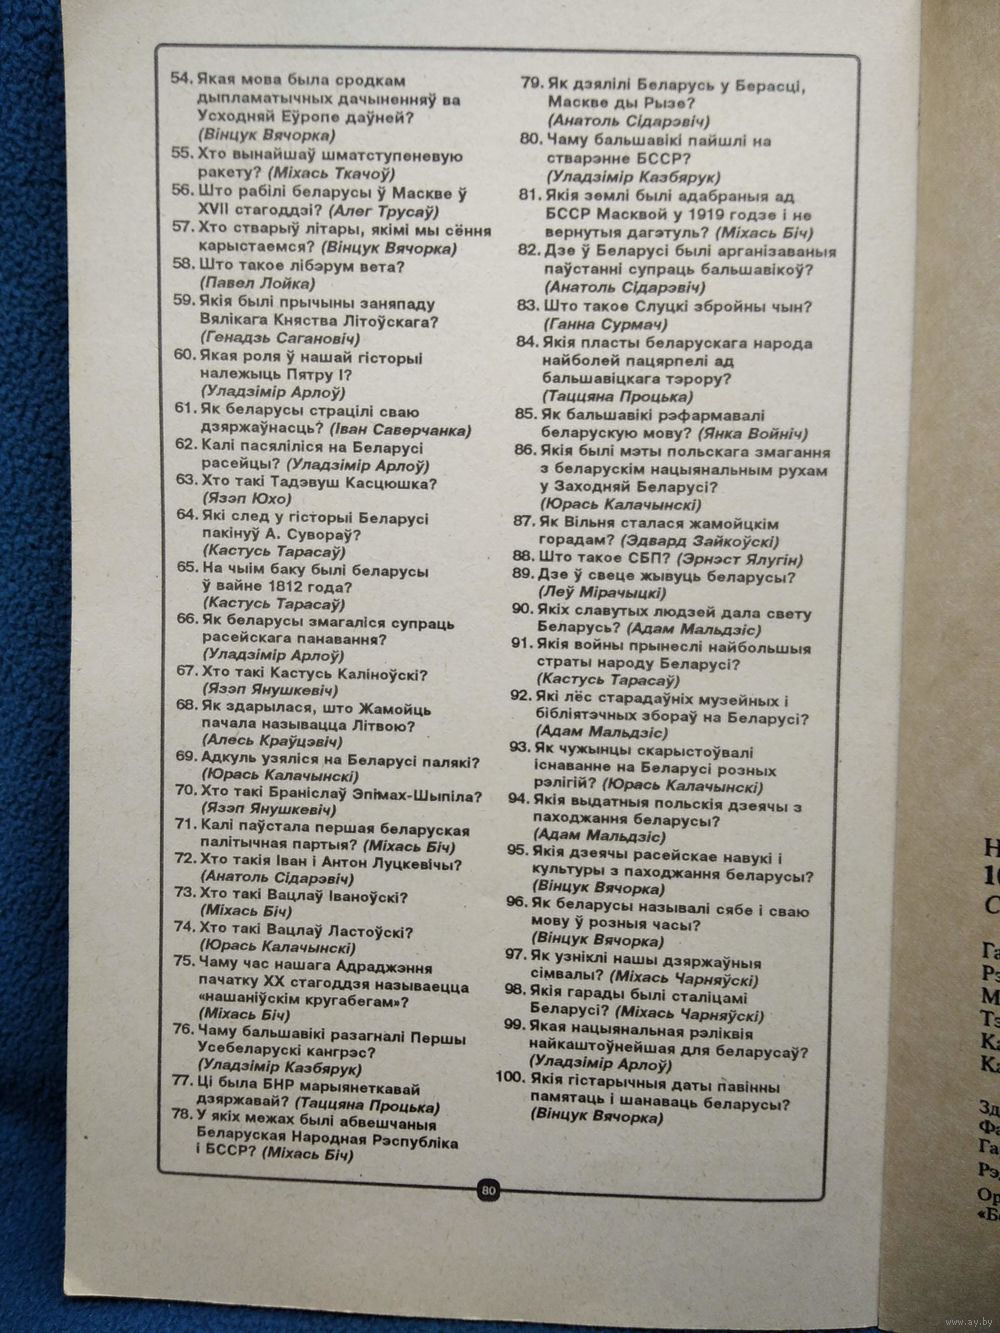 54. Якая мова была сродкам
дыпламатычных дачыненняў ва
Усходняй Еўропе даўней?
(Вінцук Вячорка)
55. Хто вынайшаў шматступеневую
ракету? (Міхась Ткачоў)
56. Што рабілі беларусы ў Маскве ў
XVII стагоддзі? (Алег Трусаў)
57. Хто стварыў літары, якімі мы сёння
карыстаемся? (Вінцук Вячорка)
58. Што такое лібэрум вета?
(Павел Лойка)
59. Якія былі прычыны заняпаду
Вялікага Княства Літоўскага?
(Генадзь Сагановіч)
60. Якая роля ў нашай гісторыі
належыць Пятру І?
(Уладзімір Арлоў)
61. Як беларусы страцілі сваю
дзяржаўнасць? (Іван Саверчанка)
62. Калі пасяліліся на Беларусі
расейцы? (Уладзімір Арлоў)
63. Хто такі Тадэвуш Касцюшка?
(Язэп Юхо)
64. Які след у гісторыі Беларусі
пакінуў А. Сувораў?
(Кастусь Тарасаў)
65. На чыім баку былі беларусы
ў вайне 1812 года?
(Кастусь Тарасаў)
66. Як беларусы змагаліся супраць
расейскага панавання?
(Уладзімір Арлоў)
67. Хто такі Кастусь Каліноўскі?
(Язэп Янушкевіч)
68. Як здарылася, што Жамойць
пачала называцца Літвою?
(Алесь Краўцэвіч)
69. Адкуль узяліся на Беларусі палякі?
(Юрась Калачынскі)
70. Хто такі Браніслаў Эпімах-Шыпіла?
(Язэп Янушкевіч)
71. Калі паўстала першая беларуская
палітычная партыя? (Міхась Біч)
72. Хто такія Іван і Антон Луцкевічы?
(Анатоль Сідарэвіч)
73. Хто такі Вацлаў Іваноўскі?
(Міхась Біч)
74. Хто такі Вацлаў Ластоўскі?
(Юрась Калачынскі)
75. Чаму час нашага Адраджэння
пачатку XX стагоддзя называецца
«нашаніўскім кругабегам»?
(Міхась Біч)
76. Чаму бальшавікі разагналі Першы
Усебеларускі кангрэс?
(Уладзімір Казбярук)
77. Ці была БНР марыянеткавай
дзяржавай? (Таццяна Процька)
78. У якіх межах былі абвешчаныя
Беларуская Народная Рэспубліка
і БССР? (Міхась Біч)
79. Як дзялілі Беларусь у Берасці,
Маскве ды Рызе?
(Анатоль Сідарэвіч)
80. Чаму бальшавікі пайшлі на
стварэнне БССР?
(Уладзімір Казбярук)
81. Якія землі былі адабраныя ад
БССР Масквой у 1919 годзе і не
вернутыя дагэтуль? (Міхась Біч)
82. Дзе ў Беларусі былі арганізаваныя
паўстанні супраць бальшавікоў?
(Анатоль Сідарэвіч)
83. Што такое Слуцкі збройны чын?
(Ганна Сурмач)
84. Якія пласты беларускага народа
найболей пацярпелі ад
бальшавіцкага тэрору?
(Таццяна Процька)
85. Як бальшавікі рэфармавалі
беларускую мову? (Янка Войніч)
86. Якія былі мэты польскага змагання
з беларускім нацыянальным рухам
у Заходняй Беларусі?
(Юрась Калачынскі)
87. Як Вільня сталася жамойцкім
горадам? (Эдвард Зайкоўскі)
88. Што такое СБП? (Эрнэст Ялугін)
89. Дзе ў свеце жывуць беларусы?
(Леў Мірачыцкі)
90. Якіх славутых людзей дала свету
Беларусь? (Адам Мальдзіс)
91. Якія войны прынеслі найбольшыя
страты народу Беларусі?
(Кастусь Тарасаў)
92. Які лёс старадаўніх музейных і
бібліятэчных збораў на Беларусі?
(Адам Мальдзіс)
93. Як чужынцы скарыстоўвалі
існаванне на Беларусі розных
рэлігій? (Юрась Калачынскі)
94. Якія выдатныя польскія дзеячы з
паходжання беларусы?
(Адам Мальдзіс)
95. Якія дзеячы расейскае навукі і
культуры з паходжання беларусы?
(Вінцук Вячорка)
96. Як беларусы называлі сябе і сваю
мову ў розныя часы?
(Вінцук Вячорка)
97. Як узніклі нашы дзяржаўныя
сімвалы? (Міхась Чарняўскі)
98. Якія гарады былі сталіцамі
Беларусі? (Міхась Чарняўскі)
99. Якая нацыянальная рэліквія
найкаштоўнейшая для беларусаў?
(Уладзімір Арлоў)
100. Якія гістарычныя даты павінны
памятаць і шанаваць беларусы?
(Вінцук Вячорка)
80
www.ay.by